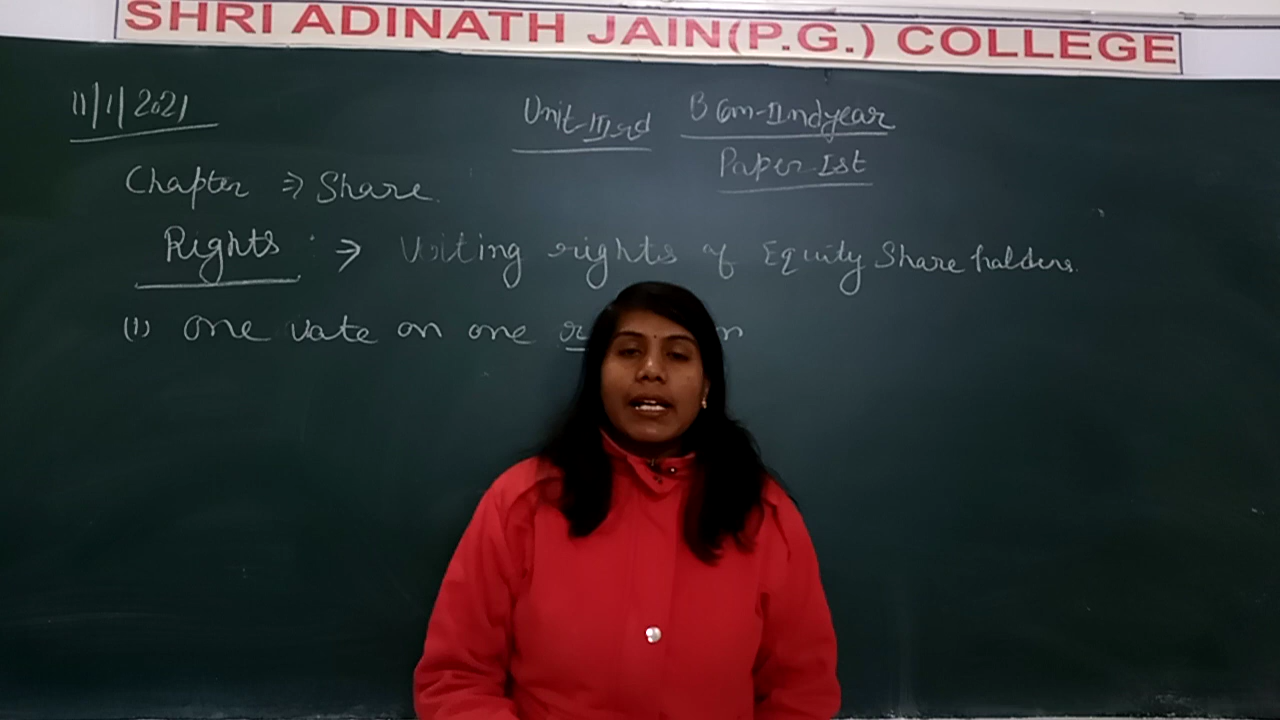 SHRI ADINATH JAIN(P.G.) COLLEGE
11/1/2021
Unit-IIIrd B Com-IInd year
Paper-Ist
Chapter ⇒ Share.
Rights → Voiting rights of Equity Share holders.
(1) One vote on one